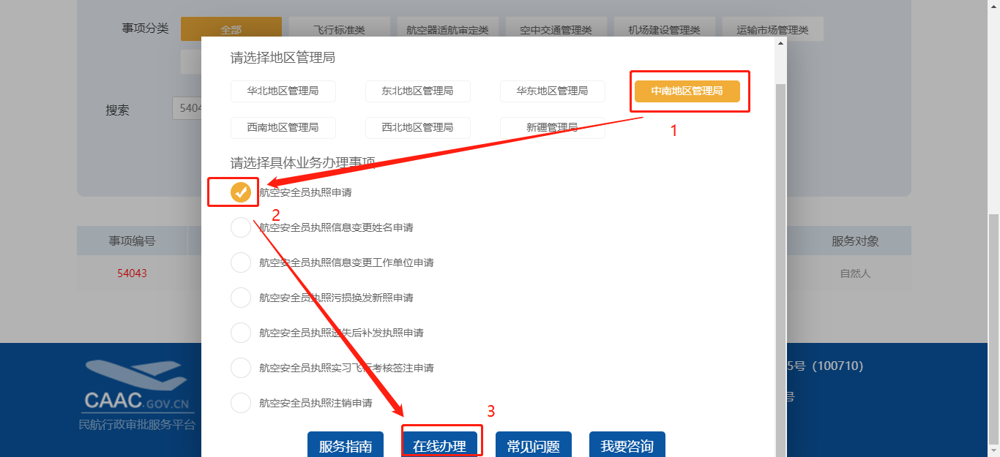 事项分类 全部 飞行标准类 航空器适航审定类 空中交通管理类 机场建设管理类 运输市场管理类
请选择地区管理局
华北地区管理局 东北地区管理局 华东地区管理局 中南地区管理局
搜索 5404
西南地区管理局 西北地区管理局 新疆管理局 1
请选择具体业务办理事项
航空安全员执照申请
2
航空安全员执照信息变更姓名申请
事项编号 服务对象
航空安全员执照信息变更工作单位申请
54043 自然人
航空安全员执照污损换发新照申请
航空安全员执照遗失后补发执照申请
航空安全员执照实习飞行考核签注申请
5号（100710）
号
CAAC.GOV.CN
航空安全员执照注销申请
3
民航行政审批服务平台
服务指南 在线办理 常见问题 我要咨询